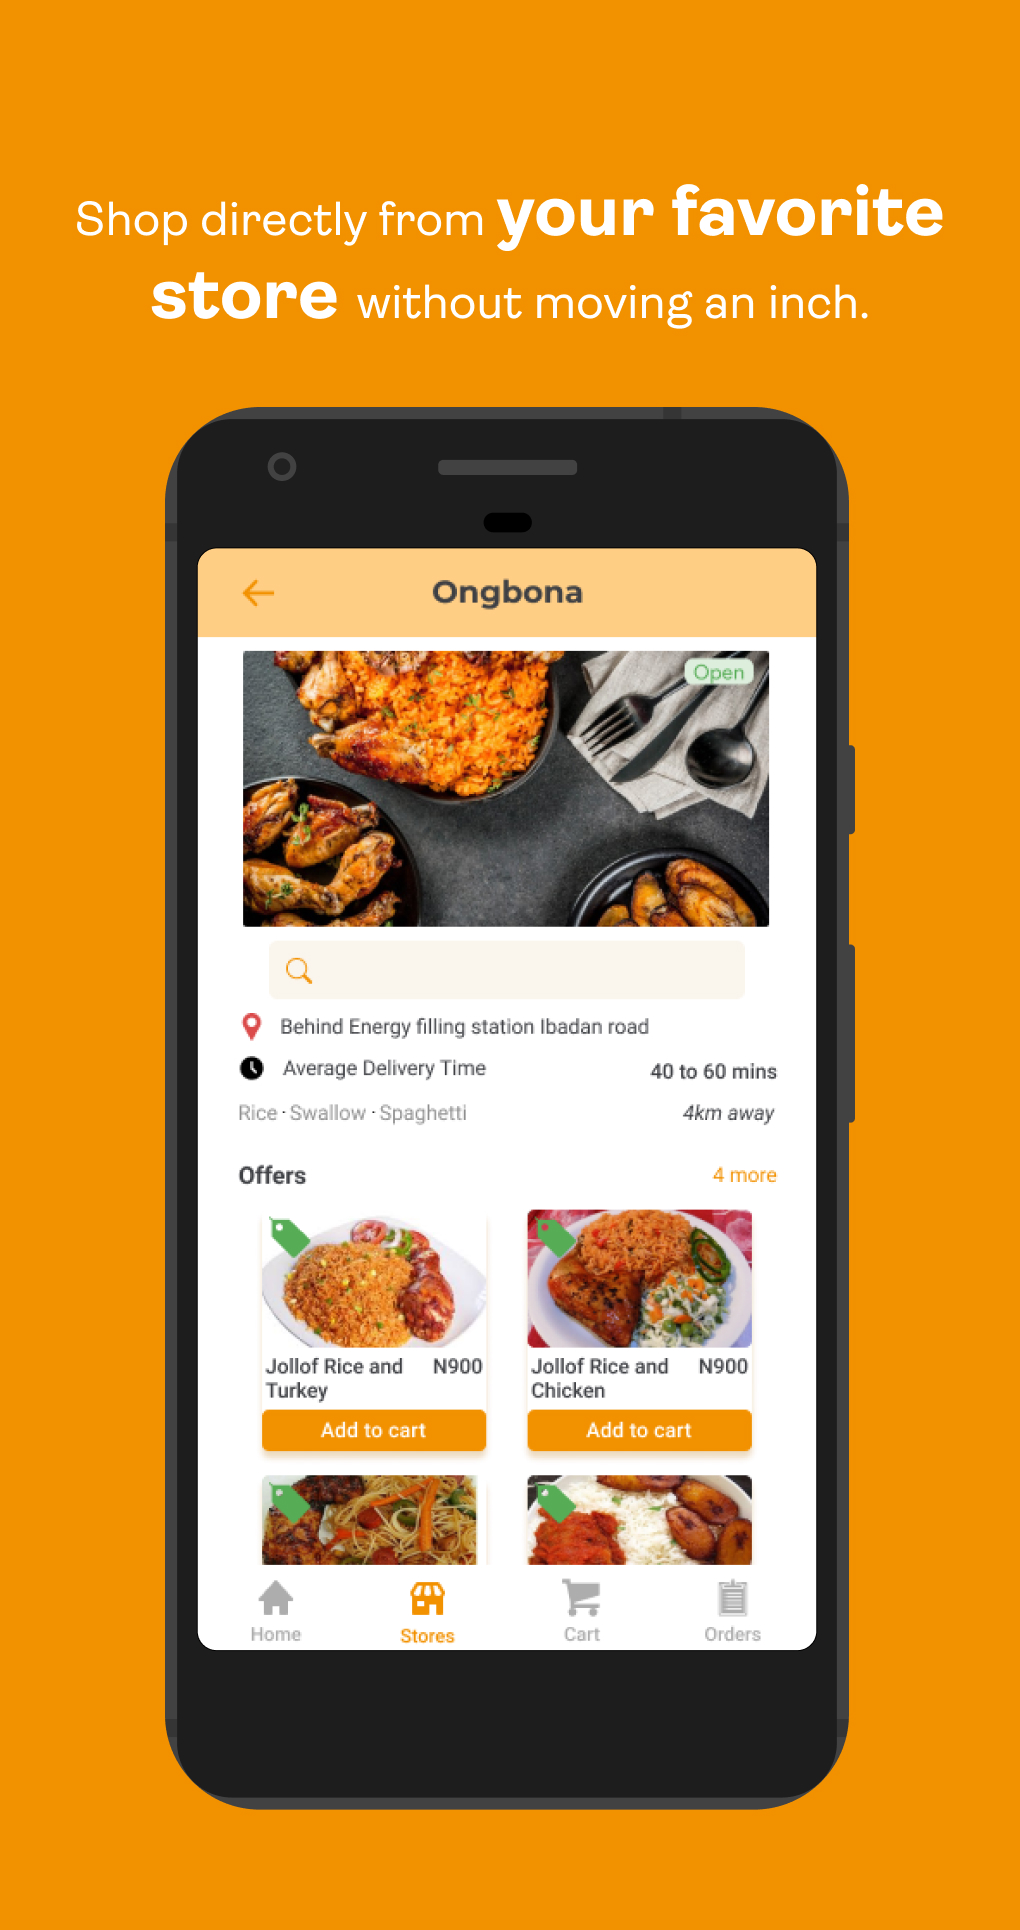 Shop directly from your favorite
store without moving an inch.
Ongbona
Open
Behind Energy filling station Ibadan road
Average Delivery Time 40 to 60 mins
Rice · Swallow · Spaghetti 4km away
Offers 4 more
Jollof Rice and N900
Turkey
Add to cart
Jollof Rice and N900
Chicken
Add to cart
Home Stores Cart Orders